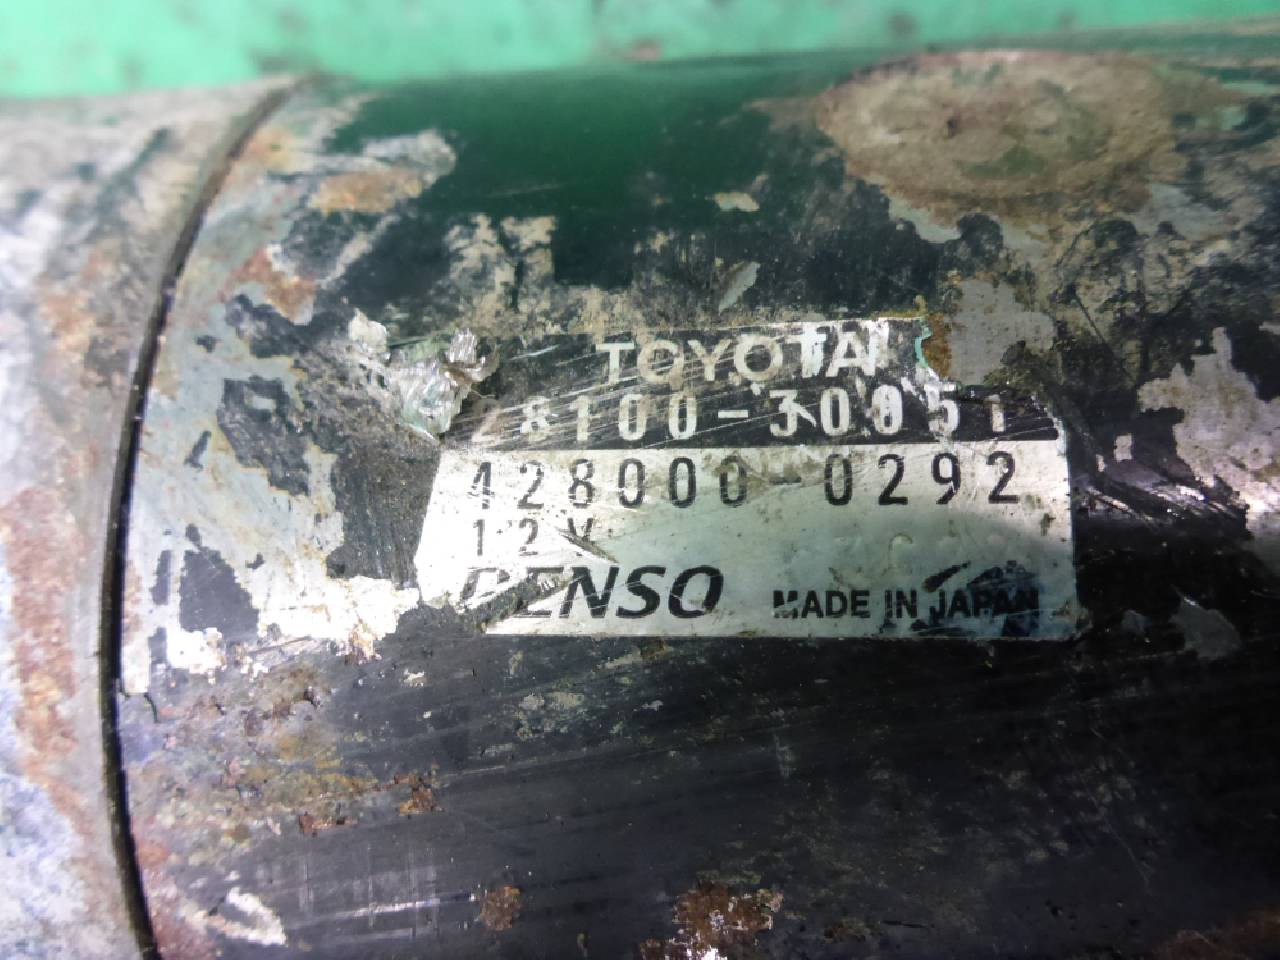 TOYOTA
28100-30051
428000-0292
12V
DENSO MADE IN JAPAN